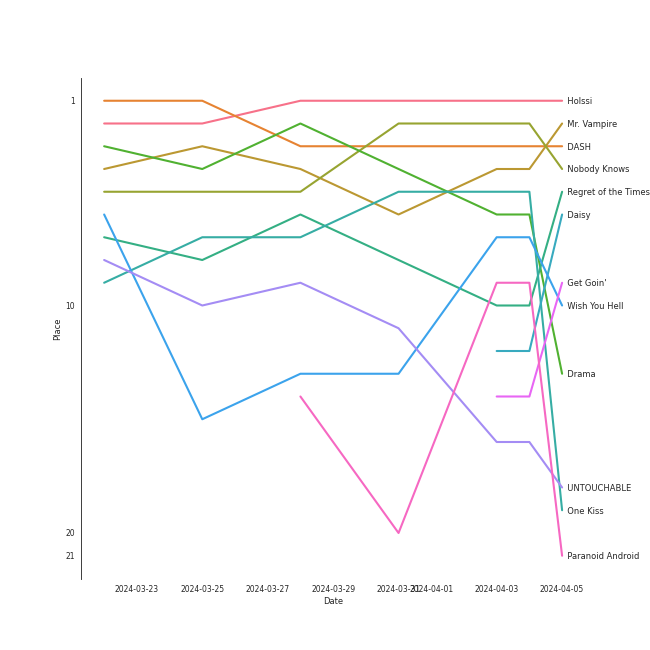 1
10
20
21
Place
Holssi
Mr. Vampire
DASH
Nobody Knows
Regret of the Times
Daisy
Get Goin'
Wish You Hell
Drama
UNTOUCHABLE
One Kiss
Paranoid Android
2024-03-23
2024-03-25
2024-03-27
2024-03-29
2024-03-31
2024-04-01
2024-04-03
2024-04-05
Date